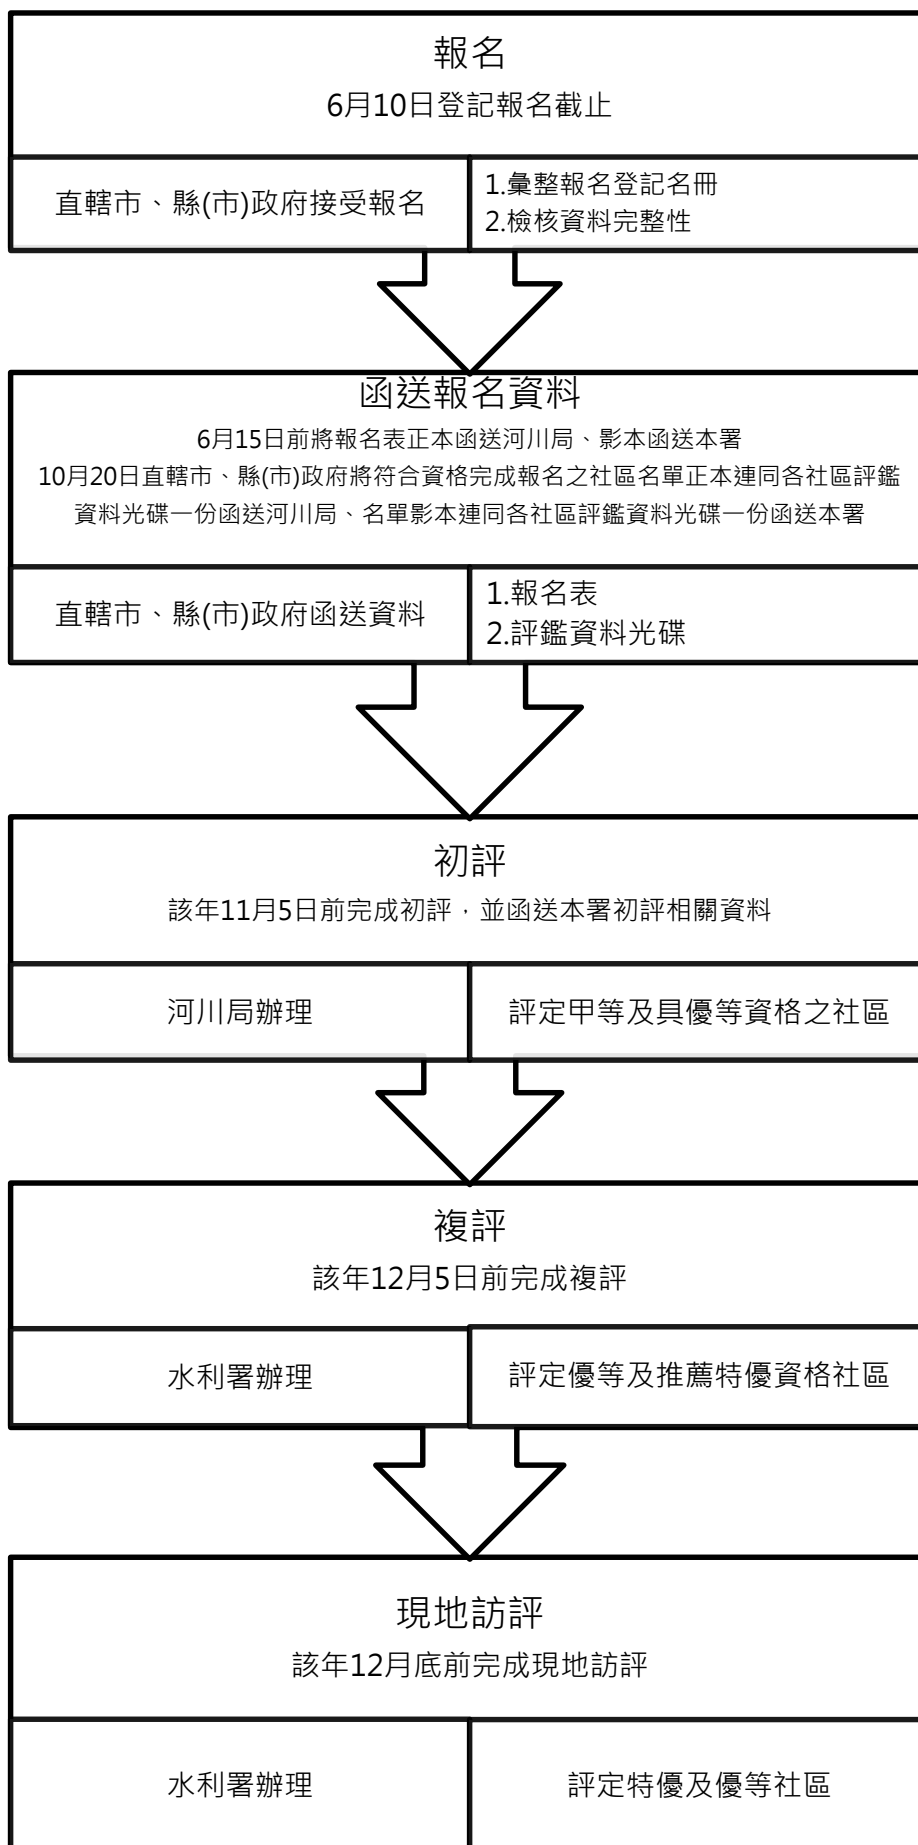 報名
6月10日登記報名截止
直轄市、縣(市)政府接受報名
1.彙整報名登記名冊
2.檢核資料完整性
函送報名資料
6月15日前將報名表正本函送河川局、影本函送本署
10月20日直轄市、縣(市)政府將符合資格完成報名之社區名單正本連同各社區評鑑
資料光碟一份函送河川局、名單影本連同各社區評鑑資料光碟一份函送本署
直轄市、縣(市)政府函送資料
1.報名表
2.評鑑資料光碟
初評
該年11月5日前完成初評，並函送本署初評相關資料
河川局辦理
評定甲等及具優等資格之社區
複評
該年12月5日前完成複評
水利署辦理
評定優等及推薦特優資格社區
現地訪評
該年12月底前完成現地訪評
水利署辦理
評定特優及優等社區